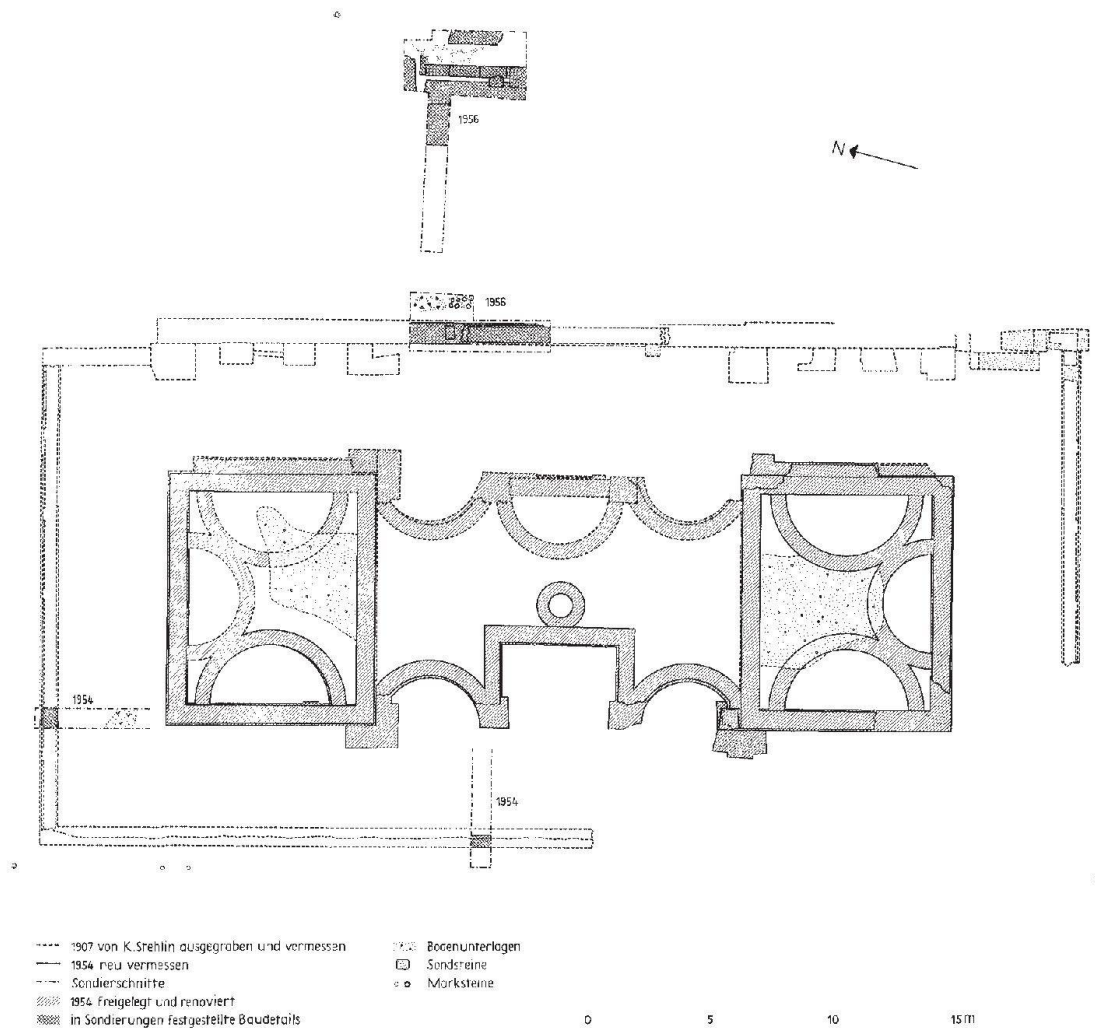 1956
N
1956
1954
1954
1907 von K. Stehlin ausgegraben und vermessen
1954 neu vermessen
Sondierschnitte
1954 freigelegt und renoviert
in Sondierungen festgestellte Baudetails
Bodenunterlagen
Sandsteine
Marksteine
0 5 10 15m